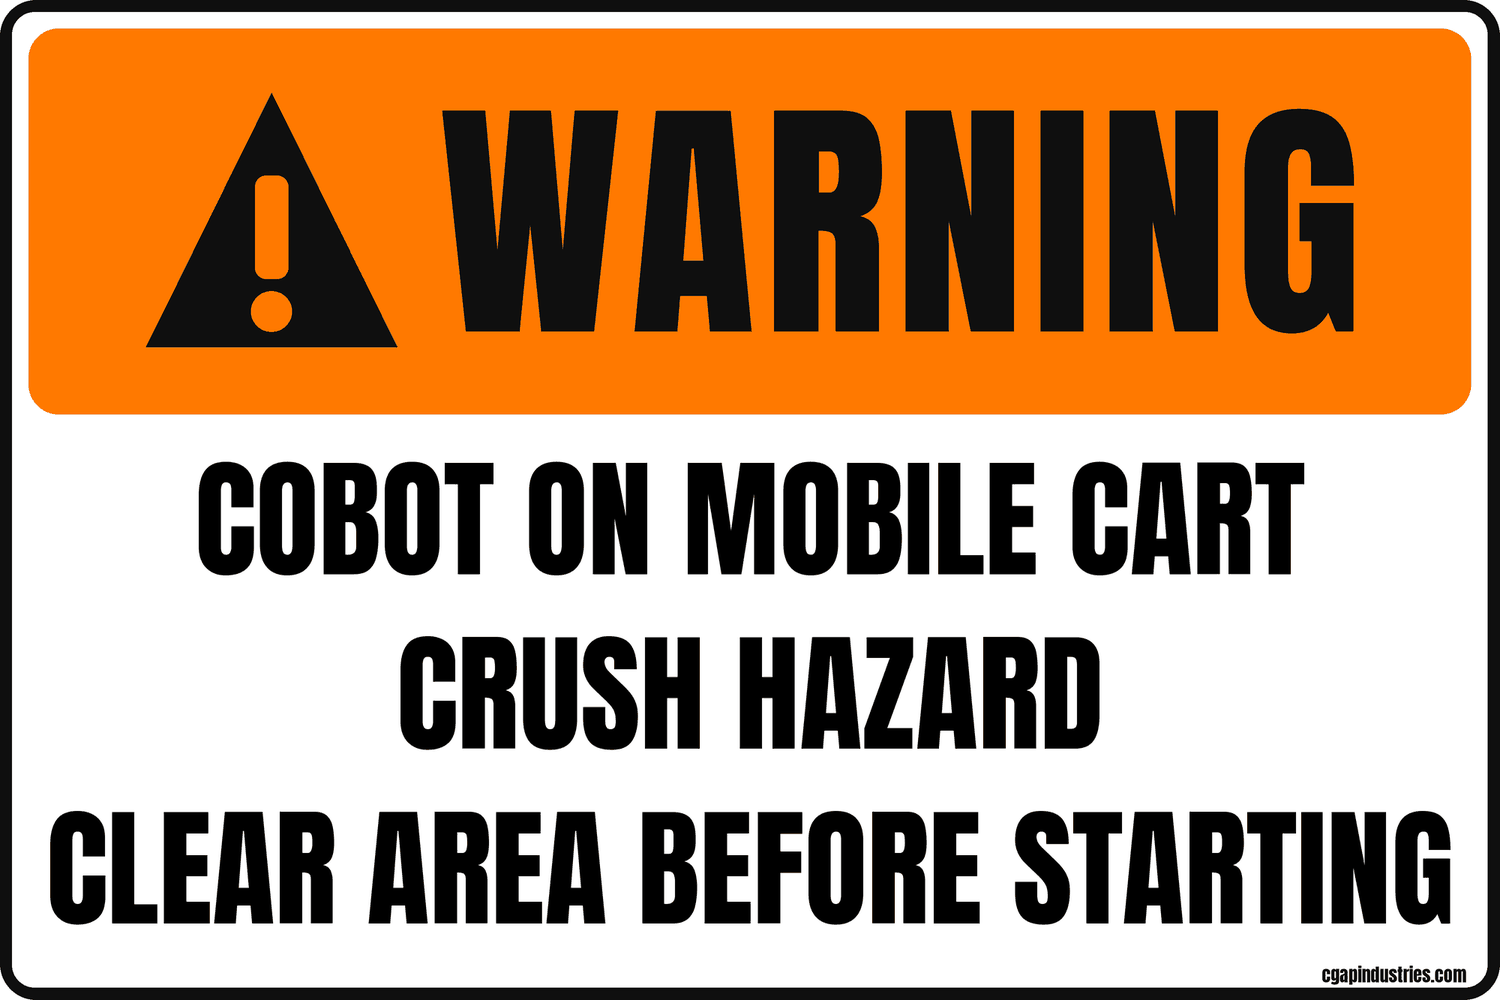 WARNING
COBOT ON MOBILE CART
CRUSH HAZARD
CLEAR AREA BEFORE STARTING
cgapindustries.com